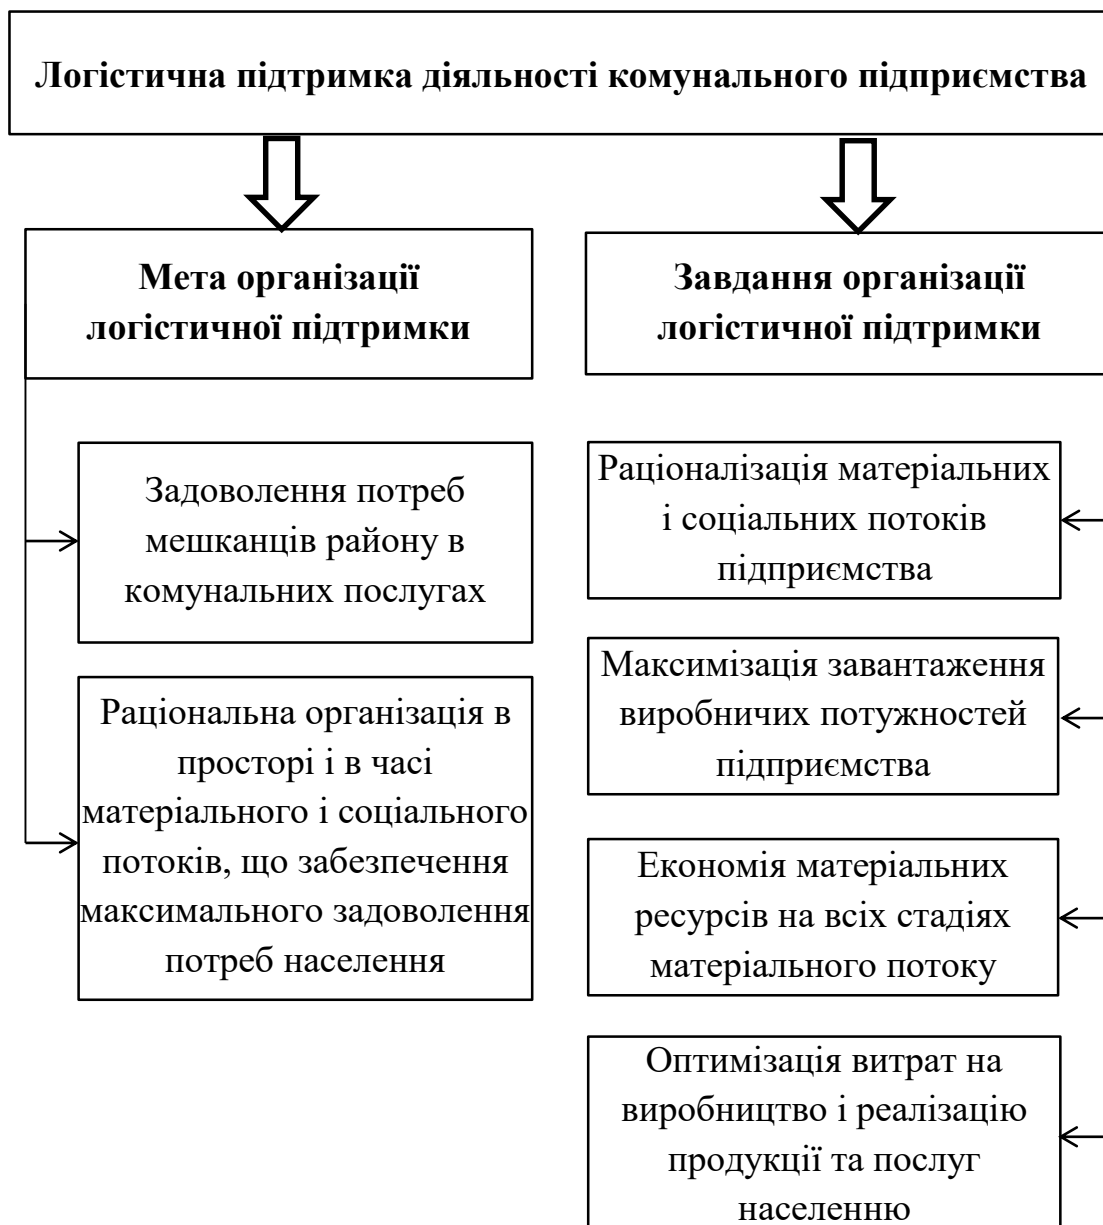 Логістична підтримка діяльності комунального підприємства
Мета організації
логістичної підтримки
Задоволення потреб
мешканців району в
комунальних послугах
Раціональна організація в
просторі і в часі
матеріального і соціального
потоків, що забезпечення
максимального задоволення
потреб населення
Завдання організації
логістичної підтримки
Раціоналізація матеріальних
і соціальних потоків
підприємства
Максимізація завантаження
виробничих потужностей
підприємства
Економія матеріальних
ресурсів на всіх стадіях
матеріального потоку
Оптимізація витрат на
виробництво і реалізацію
продукції та послуг
населенню